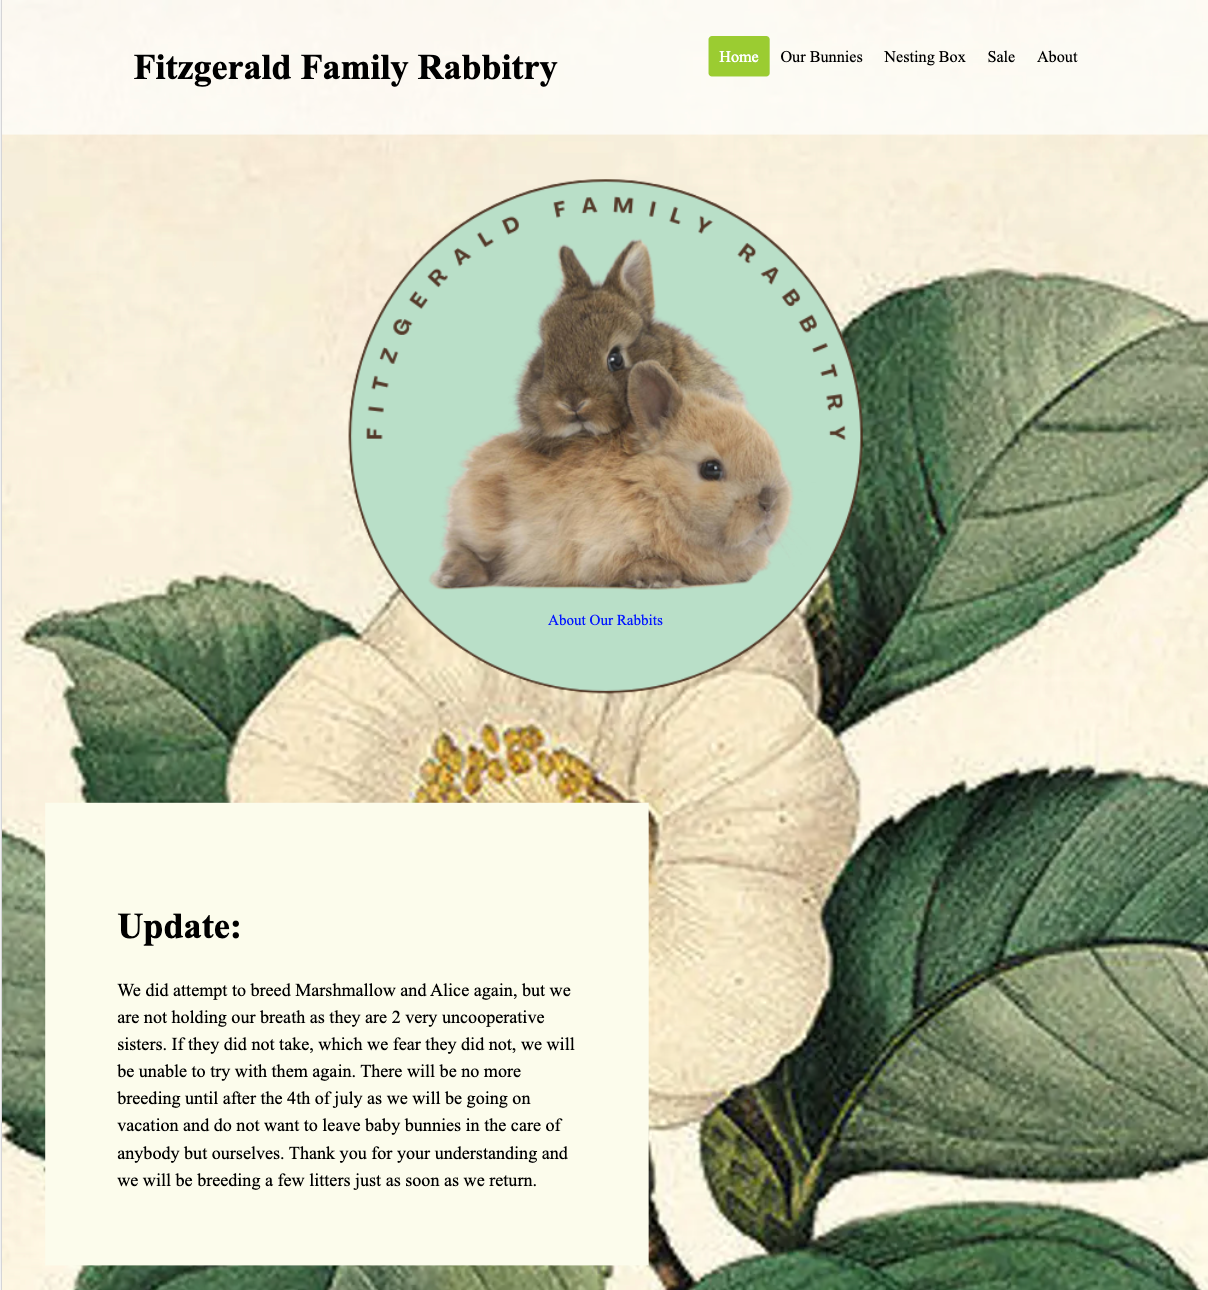 Fitzgerald Family Rabbitry
Home Our Bunnies Nesting Box Sale About
FITZGERALD FAMILY RABBITRY
About Our Rabbits
Update:
We did attempt to breed Marshmallow and Alice again, but we
are not holding our breath as they are 2 very uncooperative
sisters. If they did not take, which we fear they did not, we will
be unable to try with them again. There will be no more
breeding until after the 4th of july as we will be going on
vacation and do not want to leave baby bunnies in the care of
anybody but ourselves. Thank you for your understanding and
we will be breeding a few litters just as soon as we return.